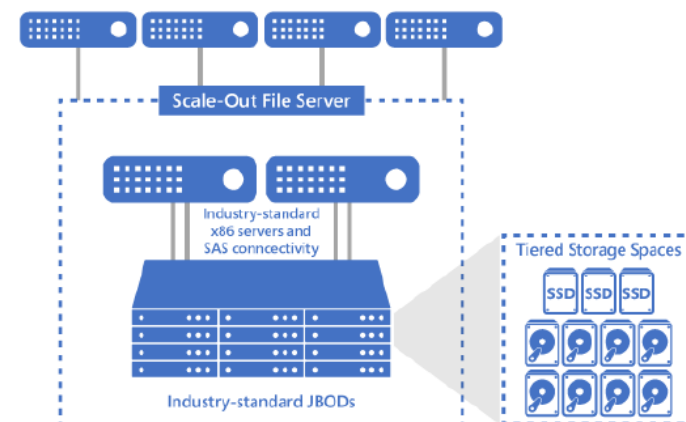 Scale-Out File Server
Industry-standard
x86 servers and
SAS conncectivity
Tiered Storage Spaces
SSD SSD SSD
Industry-standard JBODs